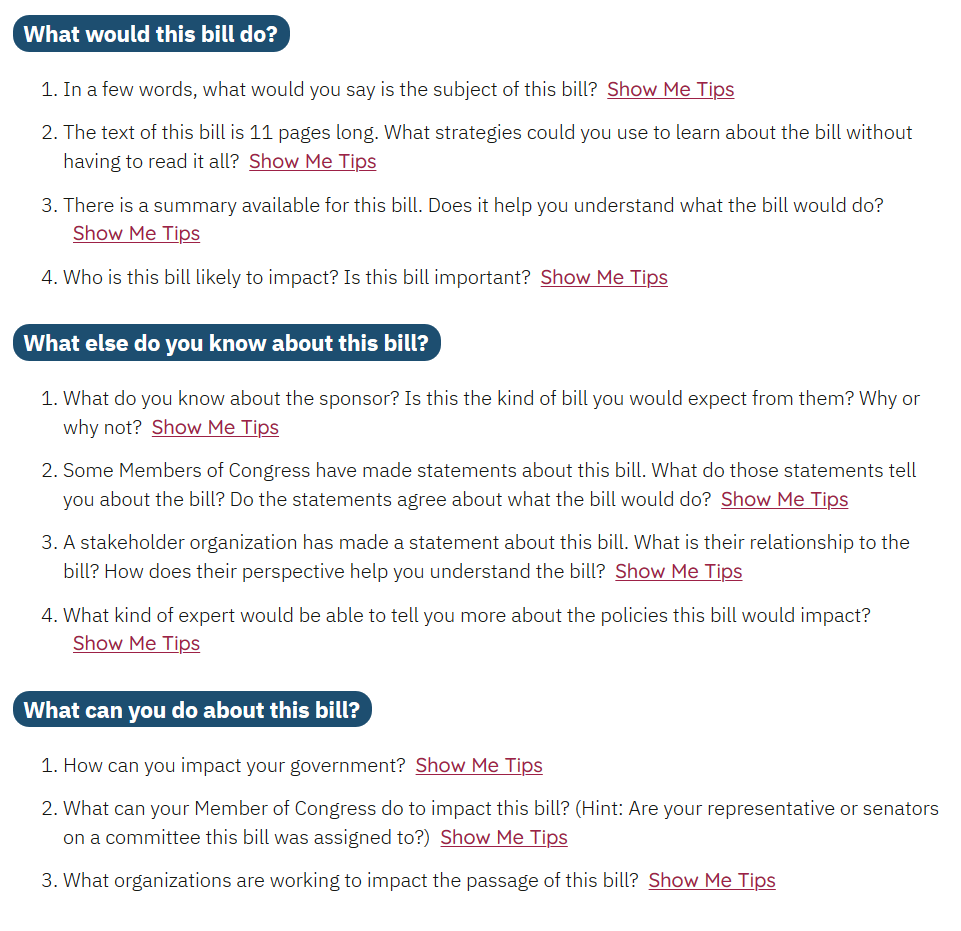 What would this bill do?
1. In a few words, what would you say is the subject of this bill? Show Me Tips
2. The text of this bill is 11 pages long. What strategies could you use to learn about the bill without
having to read it all? Show Me Tips
3. There is a summary available for this bill. Does it help you understand what the bill would do?
Show Me Tips
4. Who is this bill likely to impact? Is this bill important? Show Me Tips
What else do you know about this bill?
1. What do you know about the sponsor? Is this the kind of bill you would expect from them? Why or
why not? Show Me Tips
2. Some Members of Congress have made statements about this bill. What do those statements tell
you about the bill? Do the statements agree about what the bill would do? Show Me Tips
3. A stakeholder organization has made a statement about this bill. What is their relationship to the
bill? How does their perspective help you understand the bill? Show Me Tips
4. What kind of expert would be able to tell you more about the policies this bill would impact?
Show Me Tips
What can you do about this bill?
1. How can you impact your government? Show Me Tips
2. What can your Member of Congress do to impact this bill? (Hint: Are your representative or senators
on a committee this bill was assigned to?) Show Me Tips
3. What organizations are working to impact the passage of this bill? Show Me Tips